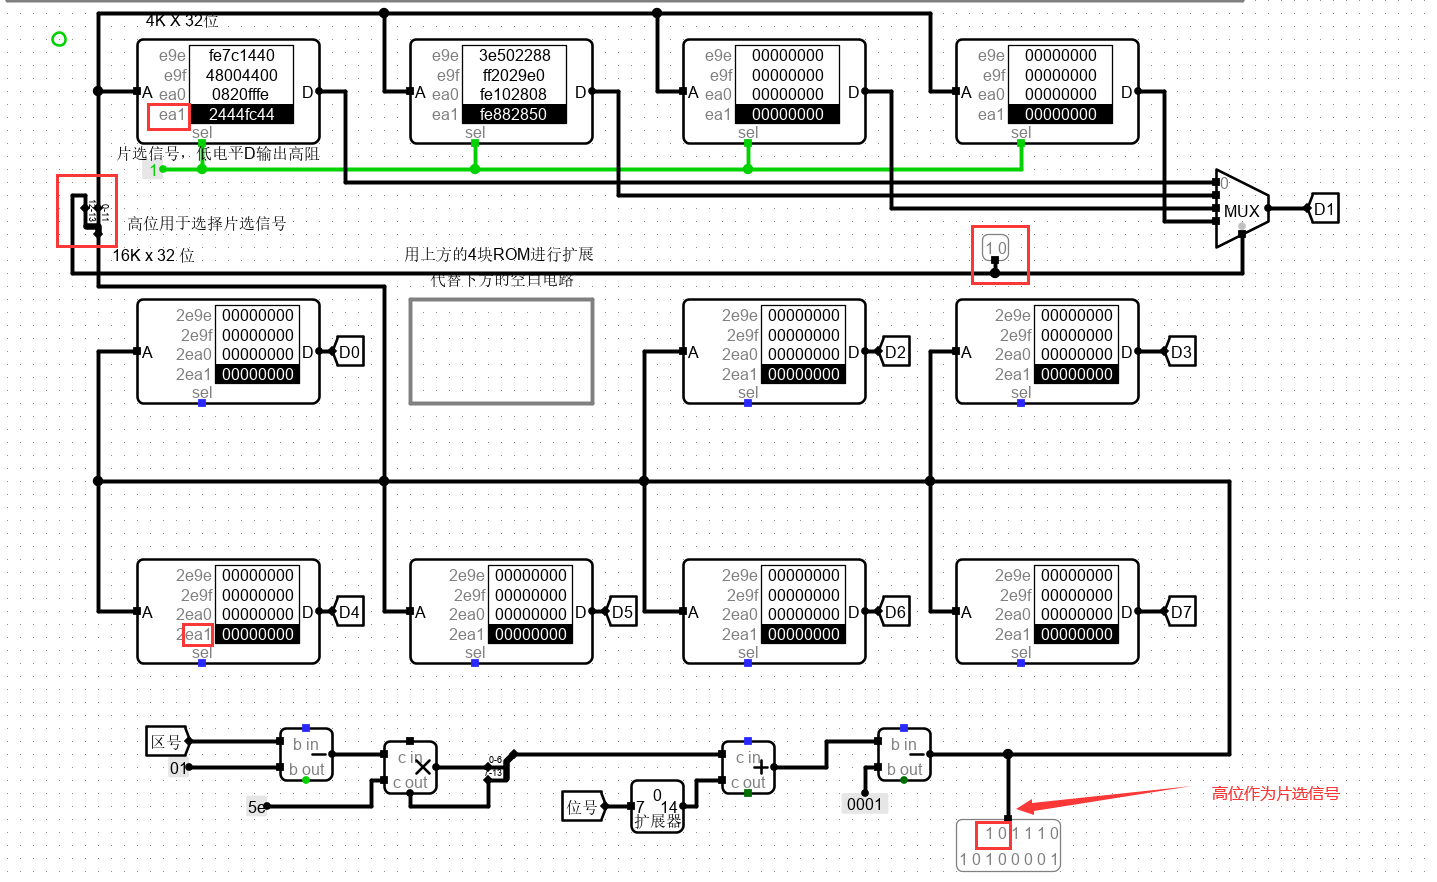 4K X 32位
e9e fe7c1440
e9f 48004400
A ea0 0820fffe D
ea1 2444fc44
sel
e9e 3e502288
e9f ff2029e0
A ea0 fe102808 D
ea1 fe882850
sel
e9e 00000000
e9f 00000000
A ea0 00000000 D
ea1 00000000
sel
e9e 00000000
e9f 00000000
A ea0 00000000 D
ea1 00000000
sel
片选信号，低电平D输出高阻
1
0
MUX
D1
0-11
12-13
高位用于选择片选信号
16K x 32 位
用上方的4块ROM进行扩展
代替下方的空白电路
1 0
2e9e 00000000
2e9f 00000000
A 2ea0 00000000 D D0
2ea1 00000000
sel
2e9e 00000000
2e9f 00000000
A 2ea0 00000000 D D2
2ea1 00000000
sel
2e9e 00000000
2e9f 00000000
A 2ea0 00000000 D D3
2ea1 00000000
sel
2e9e 00000000
2e9f 00000000
A 2ea0 00000000 D D4
2ea1 00000000
sel
2e9e 00000000
2e9f 00000000
A 2ea0 00000000 D D5
2ea1 00000000
sel
2e9e 00000000
2e9f 00000000
A 2ea0 00000000 D D6
2ea1 00000000
sel
2e9e 00000000
2e9f 00000000
A 2ea0 00000000 D D7
2ea1 00000000
sel
区号
01
b in
b out
5e
c in
c out
0-6
7-13
位号
0
7 14
扩展器
c in
c out
b in
b out
0001
高位作为片选信号
1 0 1 1 1 0
1 0 1 0 0 0 0 1